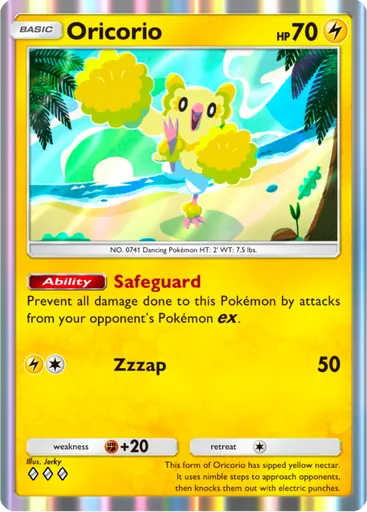 BASIC Oricorio HP 70
NO. 0741 Dancing Pokémon HT: 2' WT: 7.5 lbs.
Ability Safeguard
Prevent all damage done to this Pokémon by attacks
from your opponent's Pokémon ex.
Zzzap 50
weakness +20 retreat
Illus. Jerky
This form of Oricorio has sipped yellow nectar.
It uses nimble steps to approach opponents,
then knocks them out with electric punches.